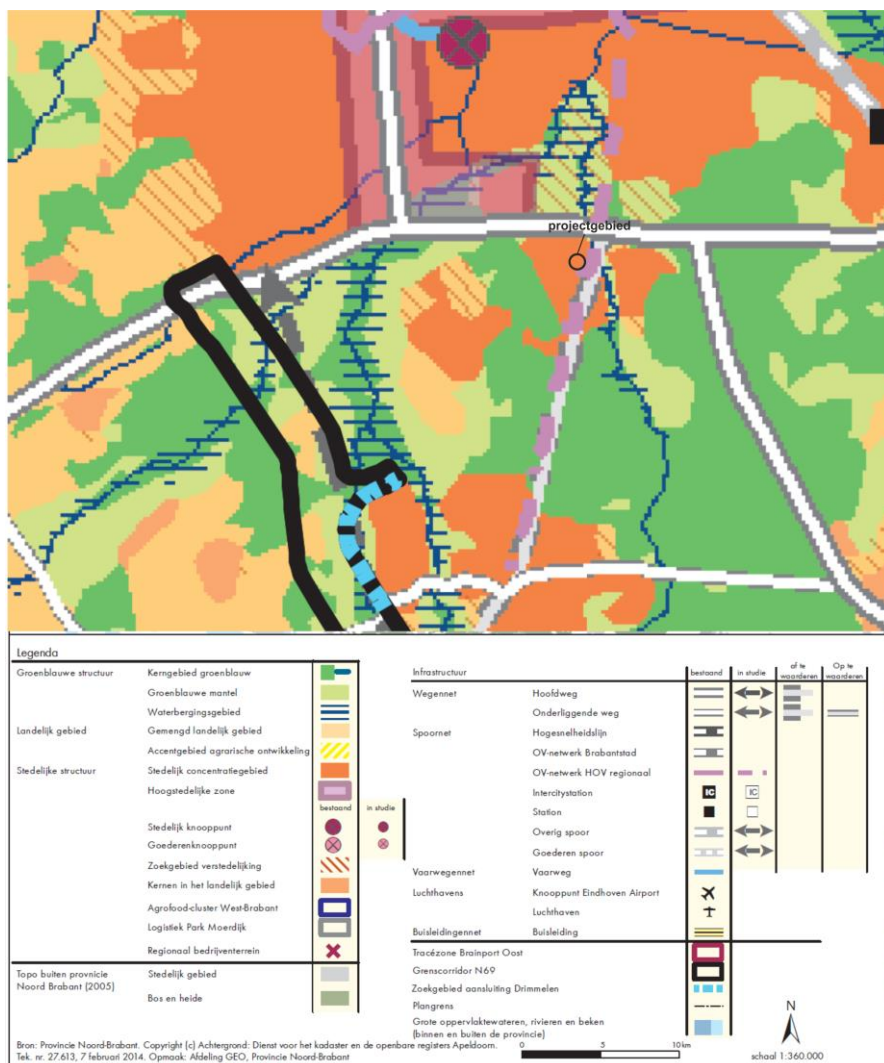 projectgebied
Legenda
Groenblauwe structuur Kerngebied groenblauw
Groenblauwe mantel
Waterbergingsgebied
Landelijk gebied Gemengd landelijk gebied
Accentgebied agrarische ontwikkeling
Stedelijke structuur Stedelijk concentratiegebied
Hoogstedelijke zone
bestaand in studie
Stedelijk knooppunt
Goederenknooppunt
Zoekgebied verstedelijking
Kernen in het landelijk gebied
Agrofood-cluster West-Brabant
Logistiek Park Moerdijk
Regionaal bedrijventerrein
Topo buiten provnicie Stedelijk gebied
Noord Brabant (2005)
Bos en heide
Infrastructuur bestaand in studie af te waarderen Op te waarderen
Wegennet Hoofdweg
Onderliggende weg
Spoornet Hogesnelheidslijn
OV-netwerk Brabantstad
OV-netwerk HOV regionaal
Intercitystation IC IC
Station
Overig spoor
Goederen spoor
Vaarwegennet Vaarweg
Luchthavens Knooppunt Eindhoven Airport
Luchthaven
Buisleidingennet Buisleiding
Tracézone Brainport Oost
Grenscorridor N69
Zoekgebied aansluiting Drimmelen
Plangrens
Grote oppervlaktewateren, rivieren en beken
(binnen en buiten de provincie)
N
Bron: Provincie Noord-Brabant. Copyright (c) Achtergrond: Dienst voor het kadaster en de openbare registers Apeldoorn.
Tek. nr. 27.613, 7 februari 2014. Opmaak: Afdeling GEO, Provincie Noord-Brabant
0 5 10km
schaal 1:360.000